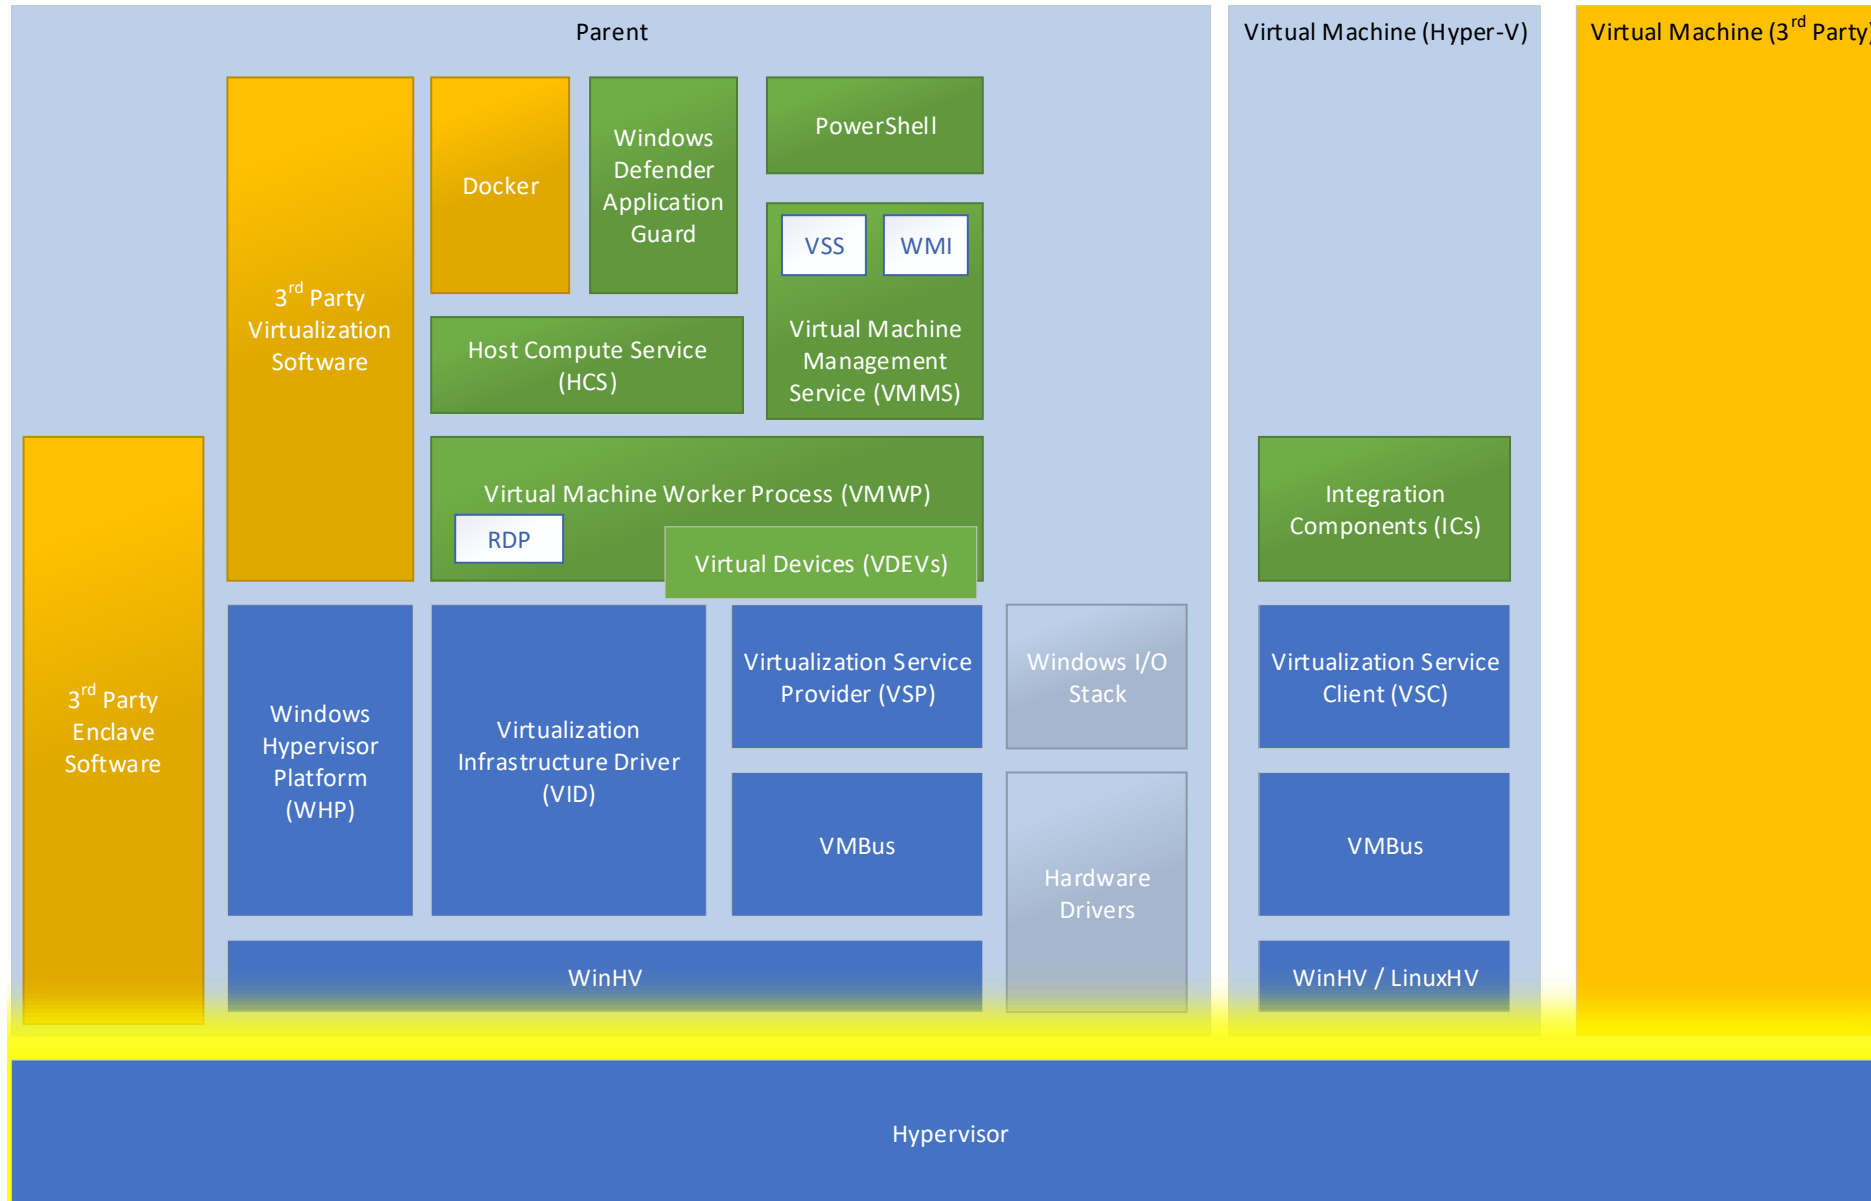 Parent
Virtual Machine (Hyper-V)
Virtual Machine (3rd Party)
3rd Party
Virtualization
Software
Docker
Windows
Defender
Application
Guard
PowerShell
VSS
WMI
Virtual Machine
Management
Service (VMMS)
Host Compute Service
(HCS)
3rd Party
Enclave
Software
Virtual Machine Worker Process (VMWP)
RDP
Virtual Devices (VDEVs)
Integration
Components (ICs)
Windows
Hypervisor
Platform
(WHP)
Virtualization
Infrastructure Driver
(VID)
Virtualization Service
Provider (VSP)
Windows I/O
Stack
Virtualization Service
Client (VSC)
VMBus
Hardware
Drivers
VMBus
WinHV
WinHV / LinuxHV
Hypervisor